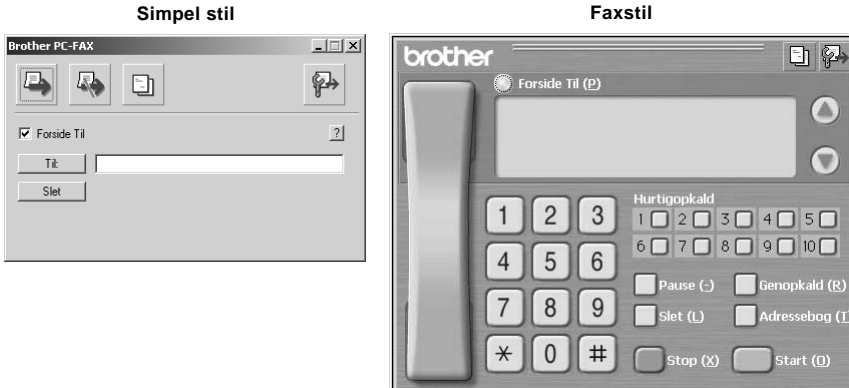 Simpel stil
Brother PC-FAX
Forside Til
?
Til:
Slet
Faxstil
brother
Forside Til (P)
Hurtigopkald
1 2 3 4 5
6 7 8 9 10
1 2 3
4 5 6
7 8 9
* 0 #
Pause (-) Genopkald (R)
Slet (L) Adressebog (T
Stop (X) Start (O)